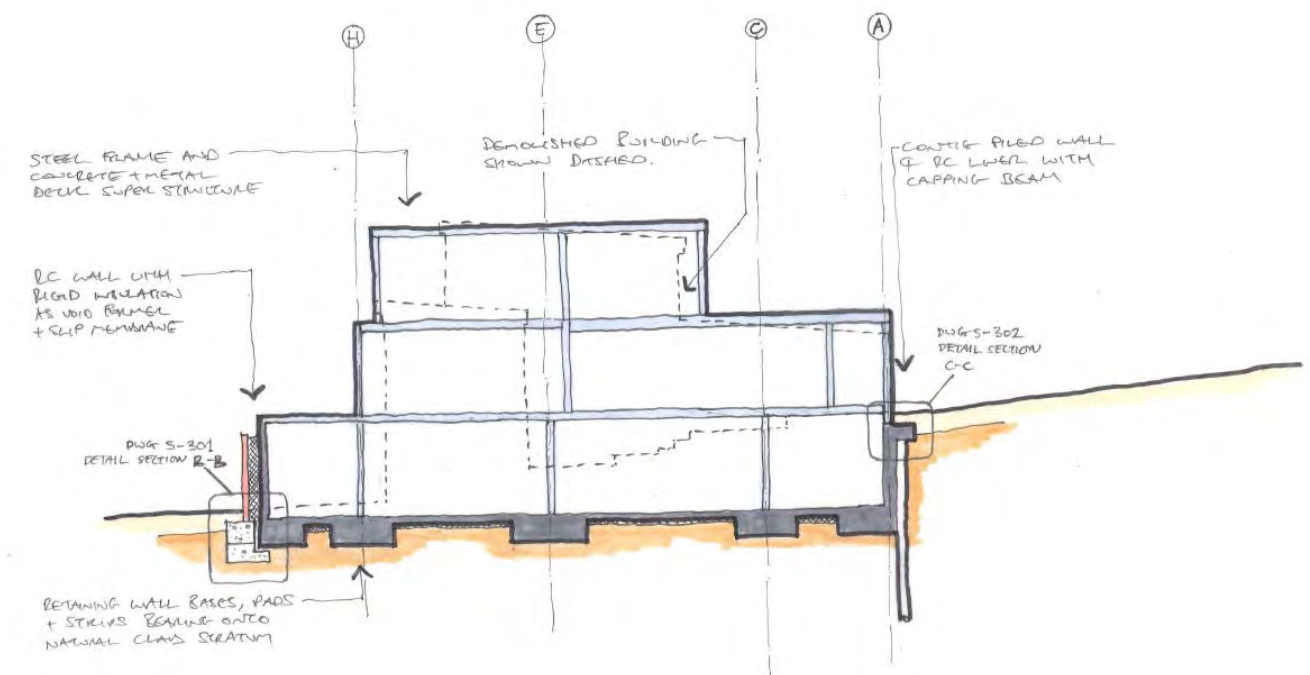 H
E
C
A
STEEL FRAME AND
CONCRETE + METAL
DECK SUPER STRUCTURE
DEMOLISHED BUILDING
SHOWN DASHED.
CONTIG PILED WALL
& RC LINER WITH
CAPPING BEAM
RC WALL WITH
RIGID INSULATION
AS VOID FORMER
+ SLIP MEMBRANE
DWG S-302
DETAIL SECTION
C-C
DWG S-301
DETAIL SECTION B-B
RETAINING WALL BASES, PADS
+ STRIPS BEARING ONTO
NATURAL CLAY STRATUM